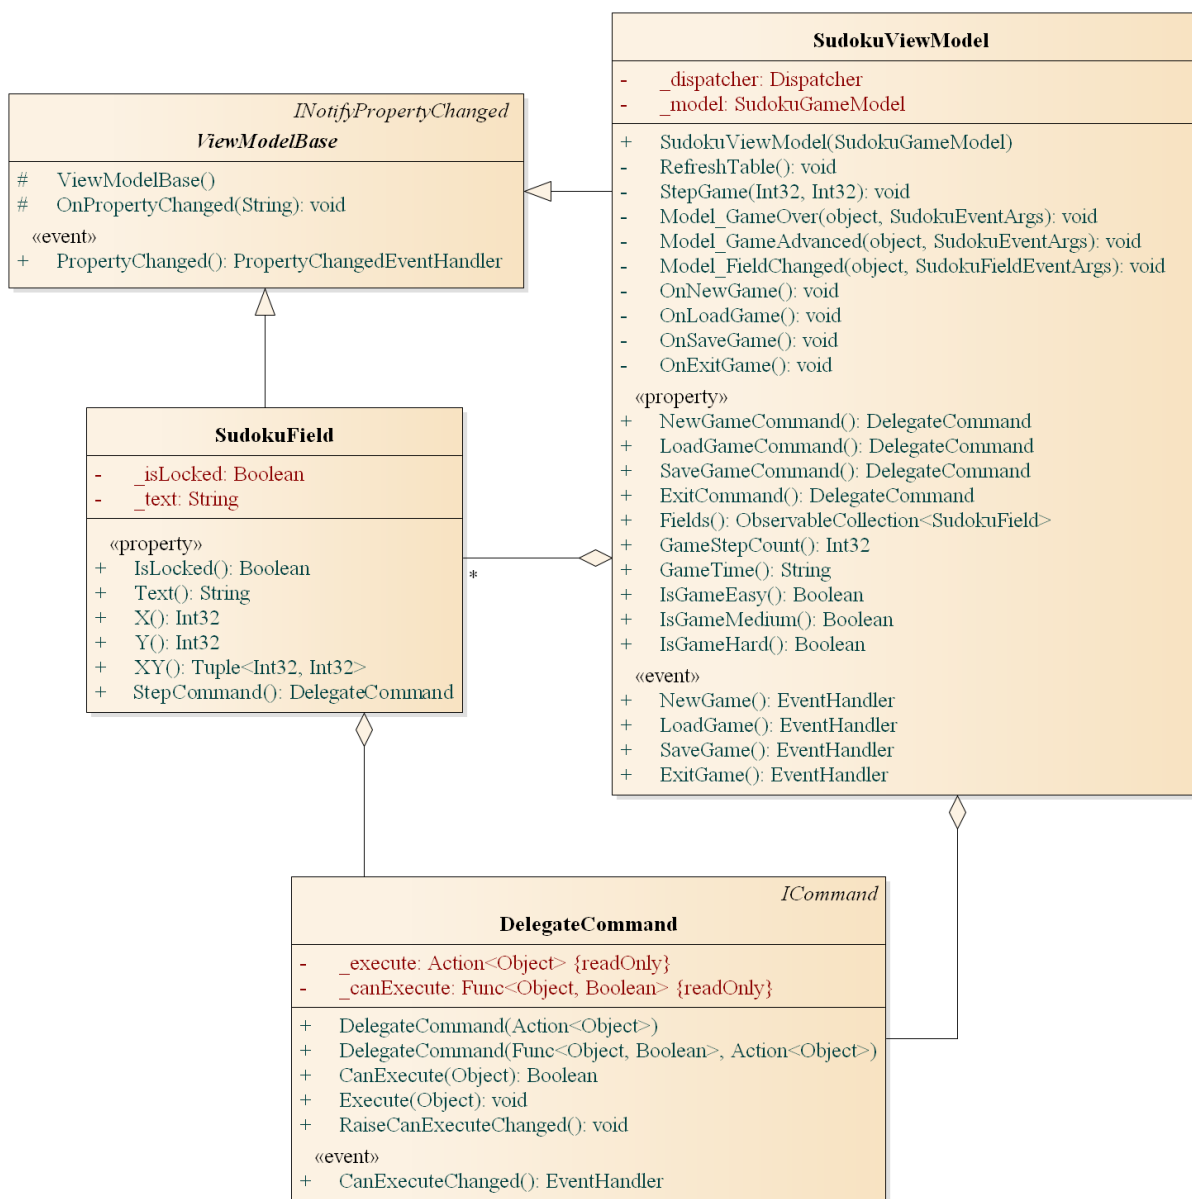 SudokuViewModel
- _dispatcher: Dispatcher
- _model: SudokuGameModel
+ SudokuViewModel(SudokuGameModel)
- RefreshTable(): void
- StepGame(Int32, Int32): void
- Model_GameOver(object, SudokuEventArgs): void
- Model_GameAdvanced(object, SudokuEventArgs): void
- Model_FieldChanged(object, SudokuFieldEventArgs): void
- OnNewGame(): void
- OnLoadGame(): void
- OnSaveGame(): void
- OnExitGame(): void
«property»
+ NewGameCommand(): DelegateCommand
+ LoadGameCommand(): DelegateCommand
+ SaveGameCommand(): DelegateCommand
+ ExitCommand(): DelegateCommand
+ Fields(): ObservableCollection<SudokuField>
+ GameStepCount(): Int32
+ GameTime(): String
+ IsGameEasy(): Boolean
+ IsGameMedium(): Boolean
+ IsGameHard(): Boolean
«event»
+ NewGame(): EventHandler
+ LoadGame(): EventHandler
+ SaveGame(): EventHandler
+ ExitGame(): EventHandler
INotifyPropertyChanged
ViewModelBase
# ViewModelBase()
# OnPropertyChanged(String): void
«event»
+ PropertyChanged(): PropertyChangedEventHandler
SudokuField
- _isLocked: Boolean
- _text: String
«property»
+ IsLocked(): Boolean
+ Text(): String
+ X(): Int32
+ Y(): Int32
+ XY(): Tuple<Int32, Int32>
+ StepCommand(): DelegateCommand
*
ICommand
DelegateCommand
- _execute: Action<Object> {readOnly}
- _canExecute: Func<Object, Boolean> {readOnly}
+ DelegateCommand(Action<Object>)
+ DelegateCommand(Func<Object, Boolean>, Action<Object>)
+ CanExecute(Object): Boolean
+ Execute(Object): void
+ RaiseCanExecuteChanged(): void
«event»
+ CanExecuteChanged(): EventHandler